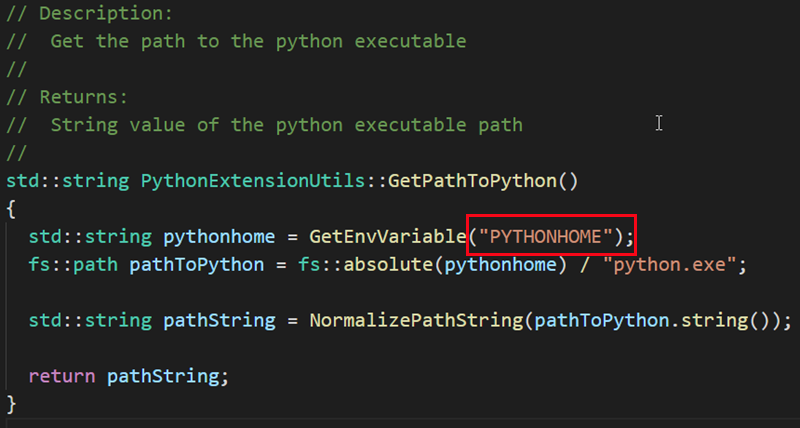 // Description:
//  Get the path to the python executable
//
// Returns:
//  String value of the python executable path
//
std::string PythonExtensionUtils::GetPathToPython()
{
  std::string pythonhome = GetEnvVariable("PYTHONHOME");
  fs::path pathToPython = fs::absolute(pythonhome) / "python.exe";

  std::string pathString = NormalizePathString(pathToPython.string());

  return pathString;
}